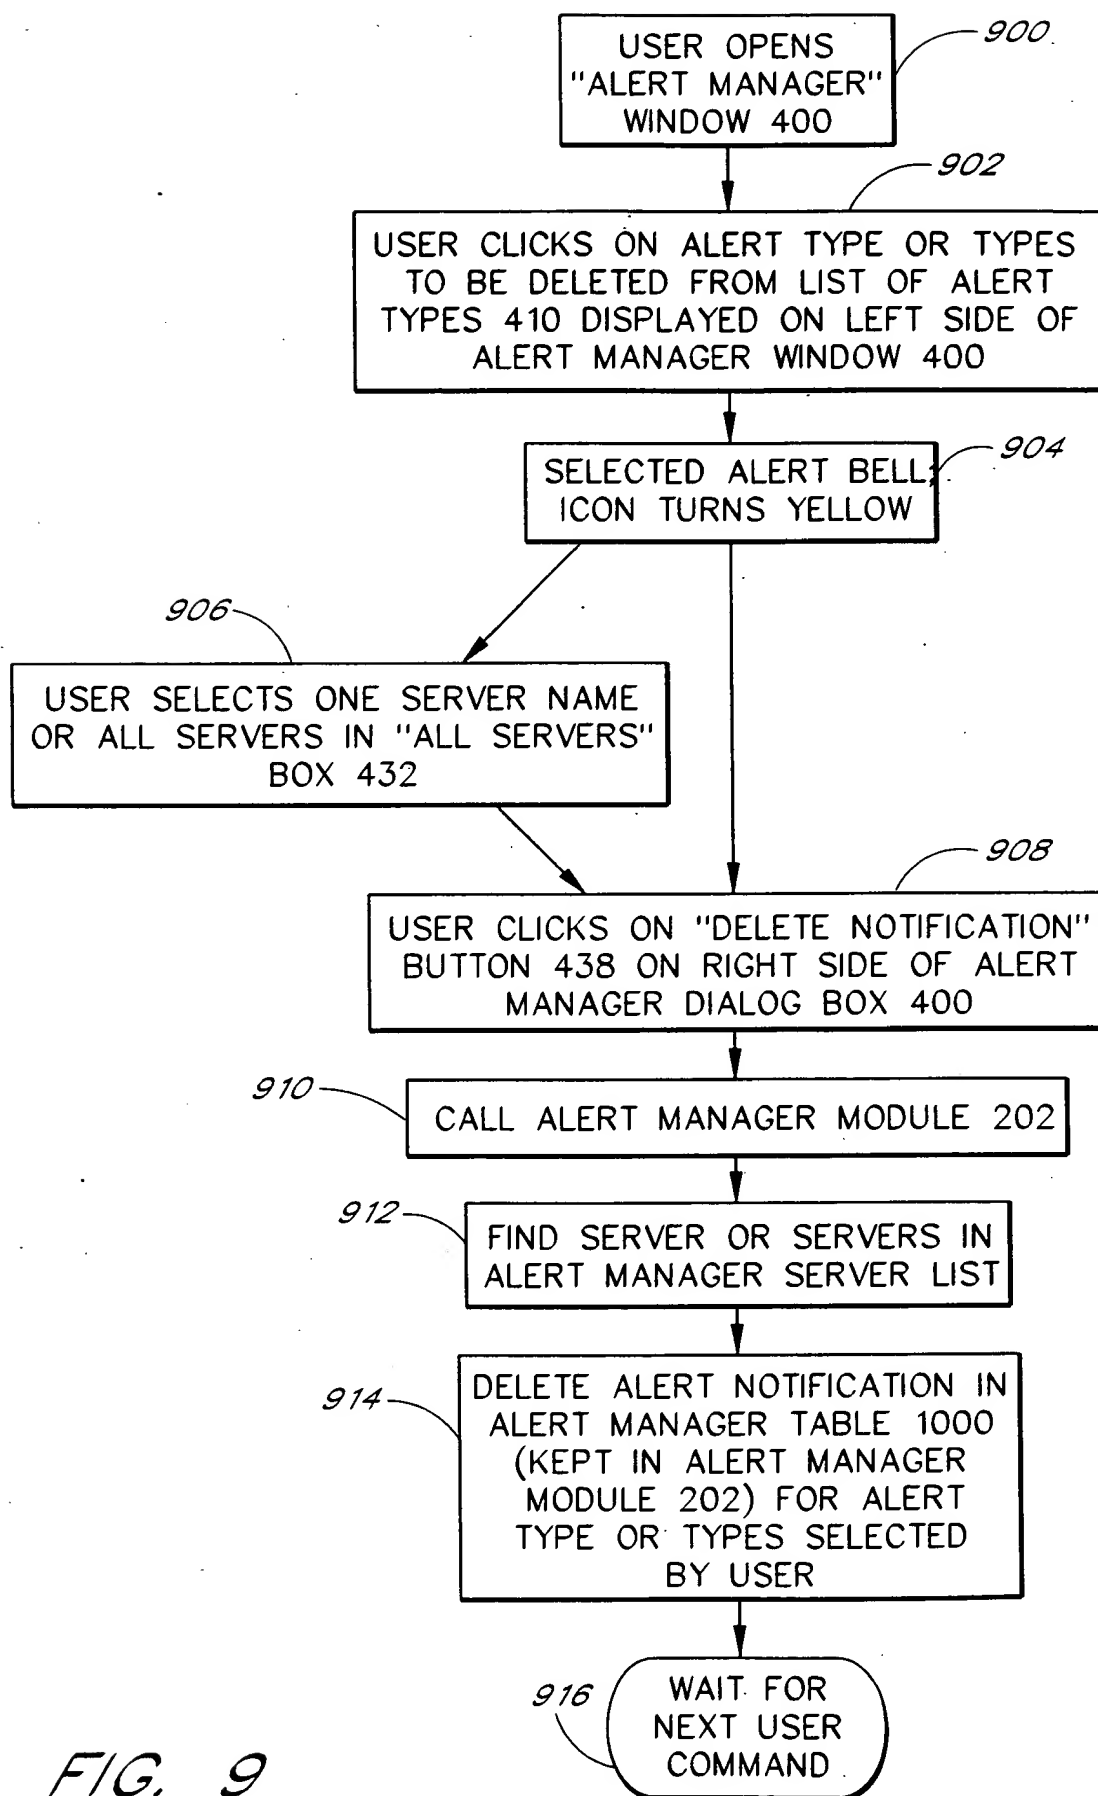 900
USER OPENS
"ALERT MANAGER"
WINDOW 400
902
USER CLICKS ON ALERT TYPE OR TYPES
TO BE DELETED FROM LIST OF ALERT
TYPES 410 DISPLAYED ON LEFT SIDE OF
ALERT MANAGER WINDOW 400
904
SELECTED ALERT BELL
ICON TURNS YELLOW
906
USER SELECTS ONE SERVER NAME
OR ALL SERVERS IN "ALL SERVERS"
BOX 432
908
USER CLICKS ON "DELETE NOTIFICATION"
BUTTON 438 ON RIGHT SIDE OF ALERT
MANAGER DIALOG BOX 400
910
CALL ALERT MANAGER MODULE 202
912
FIND SERVER OR SERVERS IN
ALERT MANAGER SERVER LIST
914
DELETE ALERT NOTIFICATION IN
ALERT MANAGER TABLE 1000
(KEPT IN ALERT MANAGER
MODULE 202) FOR ALERT
TYPE OR TYPES SELECTED
BY USER
916
WAIT FOR
NEXT USER
COMMAND
FIG. 9